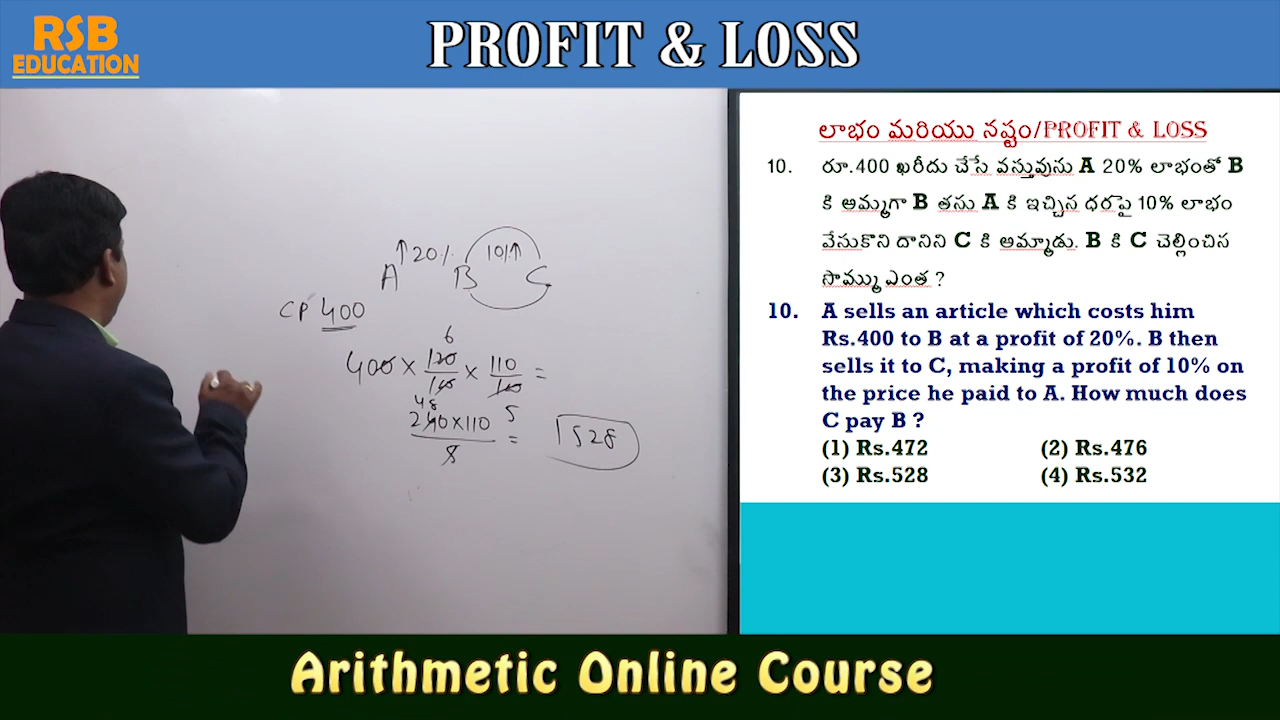 RSB
EDUCATION
PROFIT & LOSS
లాభం మరియు నష్టం/PROFIT & LOSS
10. రూ.400 ఖరీదు చేసే వస్తువును A 20% లాభంతో B
కి అమ్మగా B తను A కి ఇచ్చిన ధరపై 10% లాభం
వేసుకొని దానిని C కి అమ్మాడు. B కి C చెల్లించిన
సొమ్ము ఎంత ?
10. A sells an article which costs him
Rs.400 to B at a profit of 20%. B then
sells it to C, making a profit of 10% on
the price he paid to A. How much does
C pay B ?
(1) Rs.472 (2) Rs.476
(3) Rs.528 (4) Rs.532
↑20% 10%↑
A B C
CP 400
6
400 × 120/100 × 110/100 =
48 5
240×110
5 = 528
Arithmetic Online Course